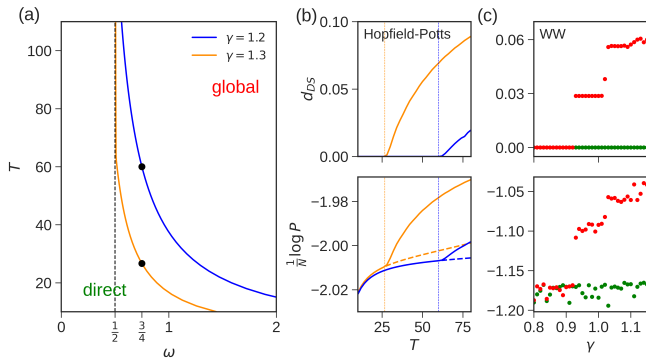 (a)
T
100
80
60
40
20
γ = 1.2
γ = 1.3
global
direct
0
1/2
3/4
1
2
ω
(b)
d_DS
0.10
0.05
0.00
Hopfield-Potts
1/N log P
−1.98
−2.00
−2.02
25
50
75
T
(c)
0.06
0.03
0.00
WW
−1.05
−1.10
−1.15
−1.20
0.8
0.9
1.0
1.1
γ